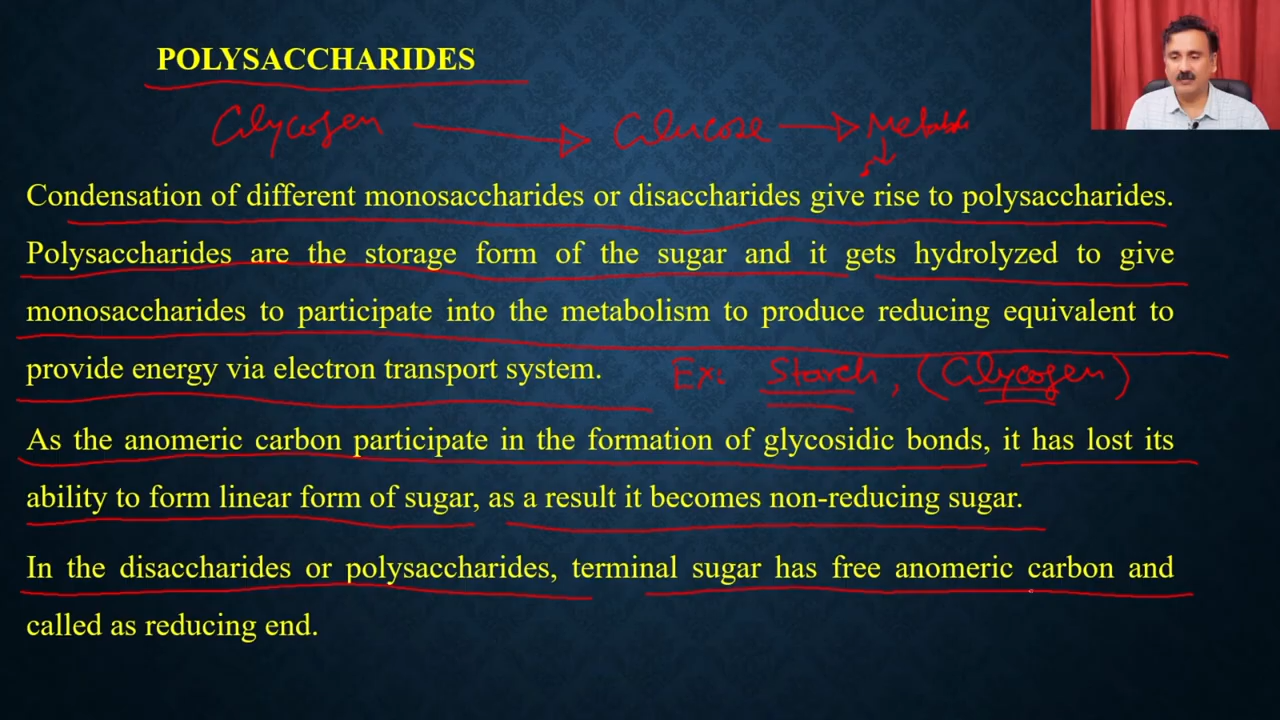 POLYSACCHARIDES
Glycogen Glucose
Condensation of different monosaccharides or disaccharides give rise to polysaccharides.
Polysaccharides are the storage form of the sugar and it gets hydrolyzed to give
monosaccharides to participate into the metabolism to produce reducing equivalent to
provide energy via electron transport system.
Ex: Starch, (Glycogen)
As the anomeric carbon participate in the formation of glycosidic bonds, it has lost its
ability to form linear form of sugar, as a result it becomes non-reducing sugar.
In the disaccharides or polysaccharides, terminal sugar has free anomeric carbon and
called as reducing end.